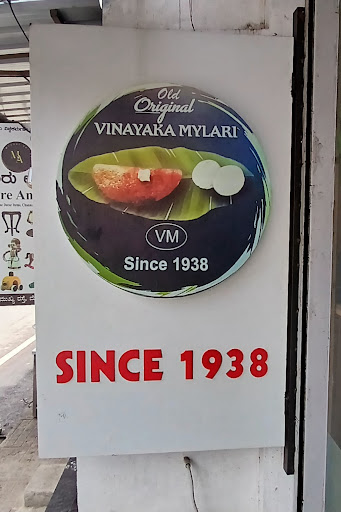 Old
Original
VINAYAKA MYLARI
VM
Since 1938
SINCE 1938